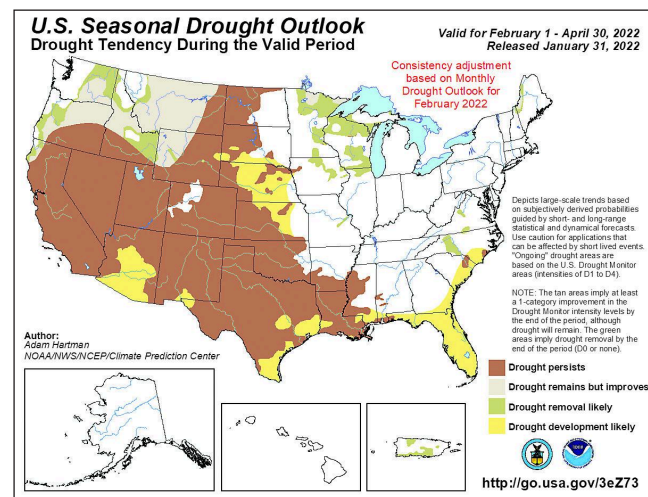 U.S. Seasonal Drought Outlook
Drought Tendency During the Valid Period
Valid for February 1 - April 30, 2022
Released January 31, 2022
Consistency adjustment
based on Monthly
Drought Outlook for
February 2022
Depicts large-scale trends based
on subjectively derived probabilities
guided by short- and long-range
statistical and dynamical forecasts.
Use caution for applications that
can be affected by short lived events.
"Ongoing" drought areas are
based on the U.S. Drought Monitor
areas (intensities of D1 to D4).
NOTE: The tan areas imply at least
a 1-category improvement in the
Drought Monitor intensity levels by
the end of the period, although
drought will remain. The green
areas imply drought removal by the
end of the period (D0 or none).
Author:
Adam Hartman
NOAA/NWS/NCEP/Climate Prediction Center
Drought persists
Drought remains but improves
Drought removal likely
Drought development likely
http://go.usa.gov/3eZ73